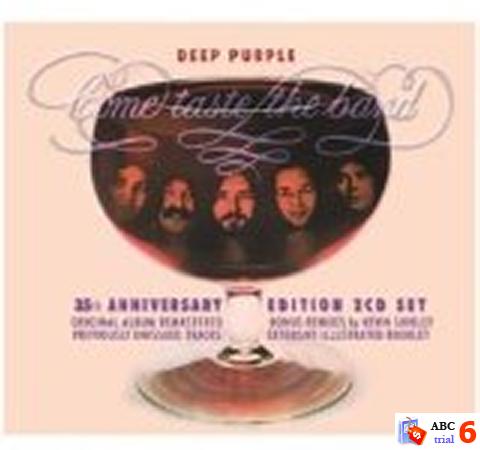 DEEP PURPLE
Come taste the band
35th ANNIVERSARY EDITION 2CD SET
ORIGINAL ALBUM REMASTERED BONUS REMIXES by KEVIN SHIRLEY
PREVIOUSLY UNISSUED TRACKS EXTENSIVE ILLUSTRATED BOOKLET
ABC
trial 6